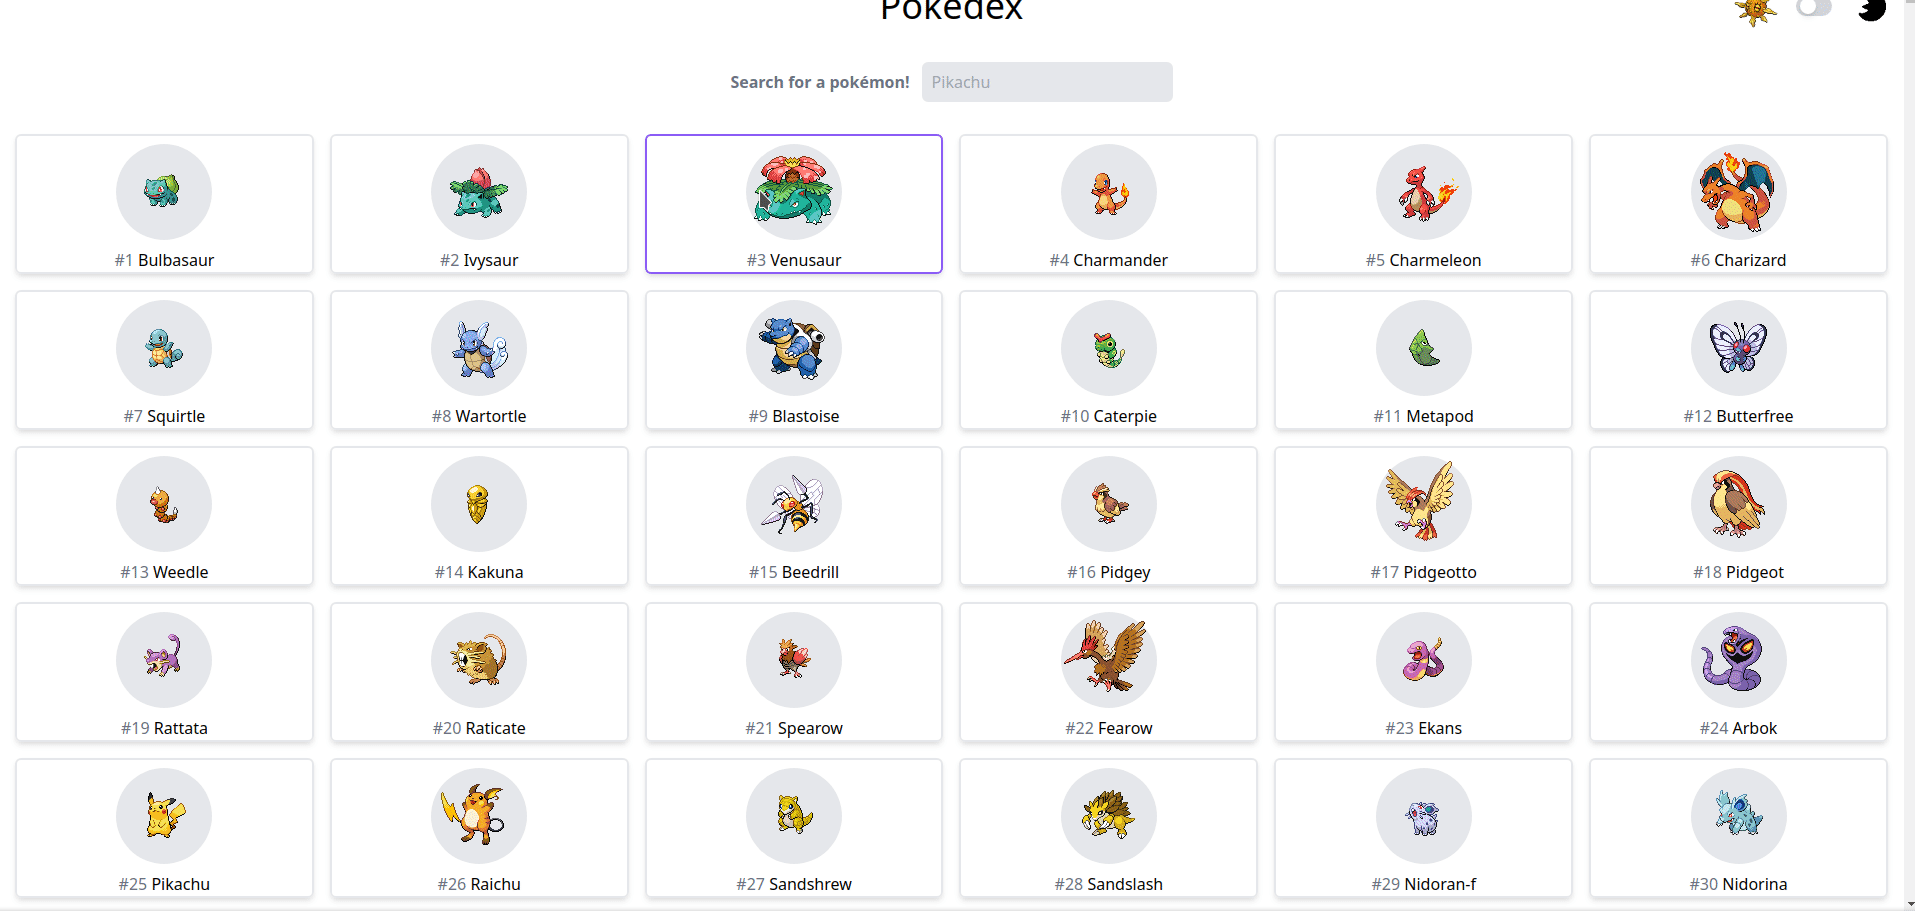 Pokédex
Search for a pokémon! Pikachu
#1 Bulbasaur #2 Ivysaur #3 Venusaur #4 Charmander #5 Charmeleon #6 Charizard
#7 Squirtle #8 Wartortle #9 Blastoise #10 Caterpie #11 Metapod #12 Butterfree
#13 Weedle #14 Kakuna #15 Beedrill #16 Pidgey #17 Pidgeotto #18 Pidgeot
#19 Rattata #20 Raticate #21 Spearow #22 Fearow #23 Ekans #24 Arbok
#25 Pikachu #26 Raichu #27 Sandshrew #28 Sandslash #29 Nidoran-f #30 Nidorina